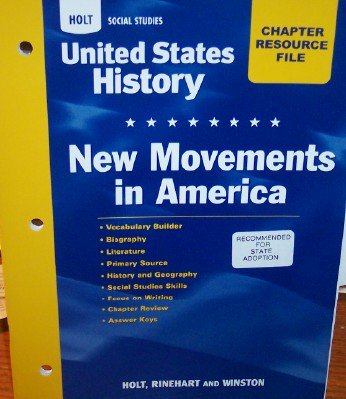 HOLT SOCIAL STUDIES
CHAPTER
RESOURCE
FILE
United States
History
New Movements
in America
• Vocabulary Builder
• Biography
• Literature
• Primary Source
• History and Geography
• Social Studies Skills
• Focus on Writing
• Chapter Review
• Answer Keys
RECOMMENDED
FOR
STATE
ADOPTION
HOLT, RINEHART AND WINSTON